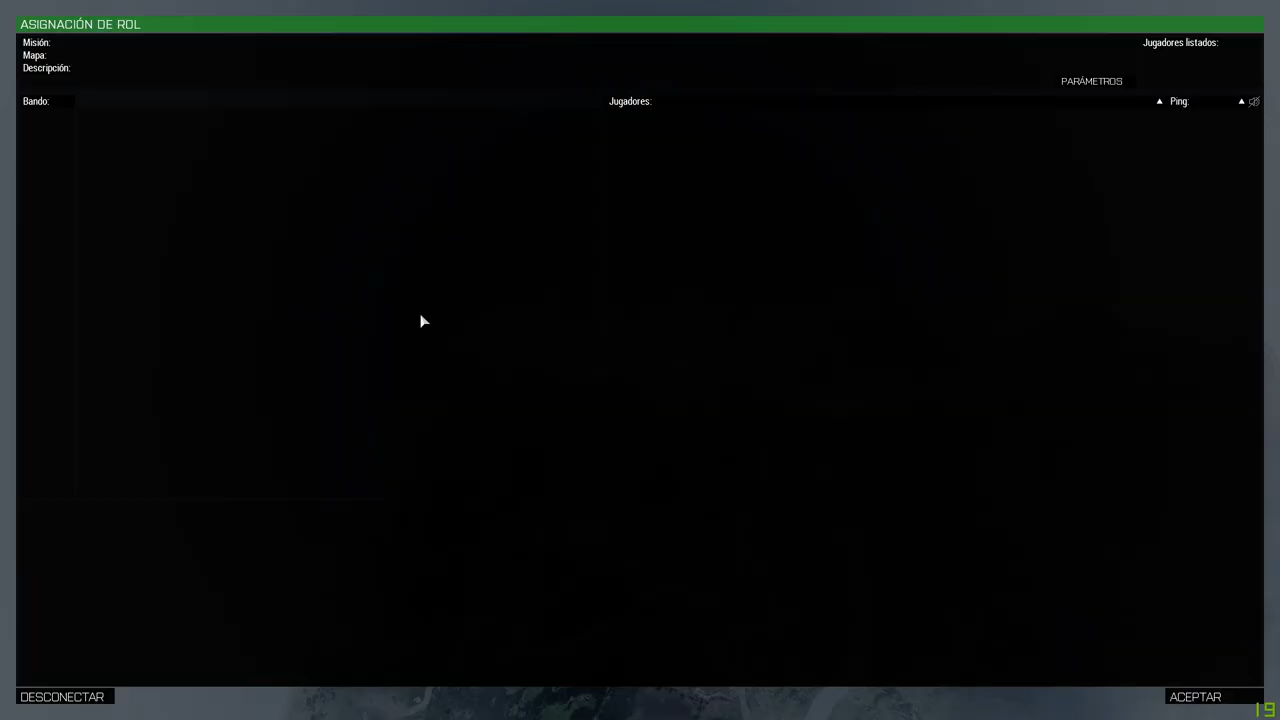 ASIGNACIÓN DE ROL
Misión:
Jugadores listados:
Mapa:
Descripción:
PARÁMETROS
Bando:
Jugadores:
Ping:
DESCONECTAR
ACEPTAR
19